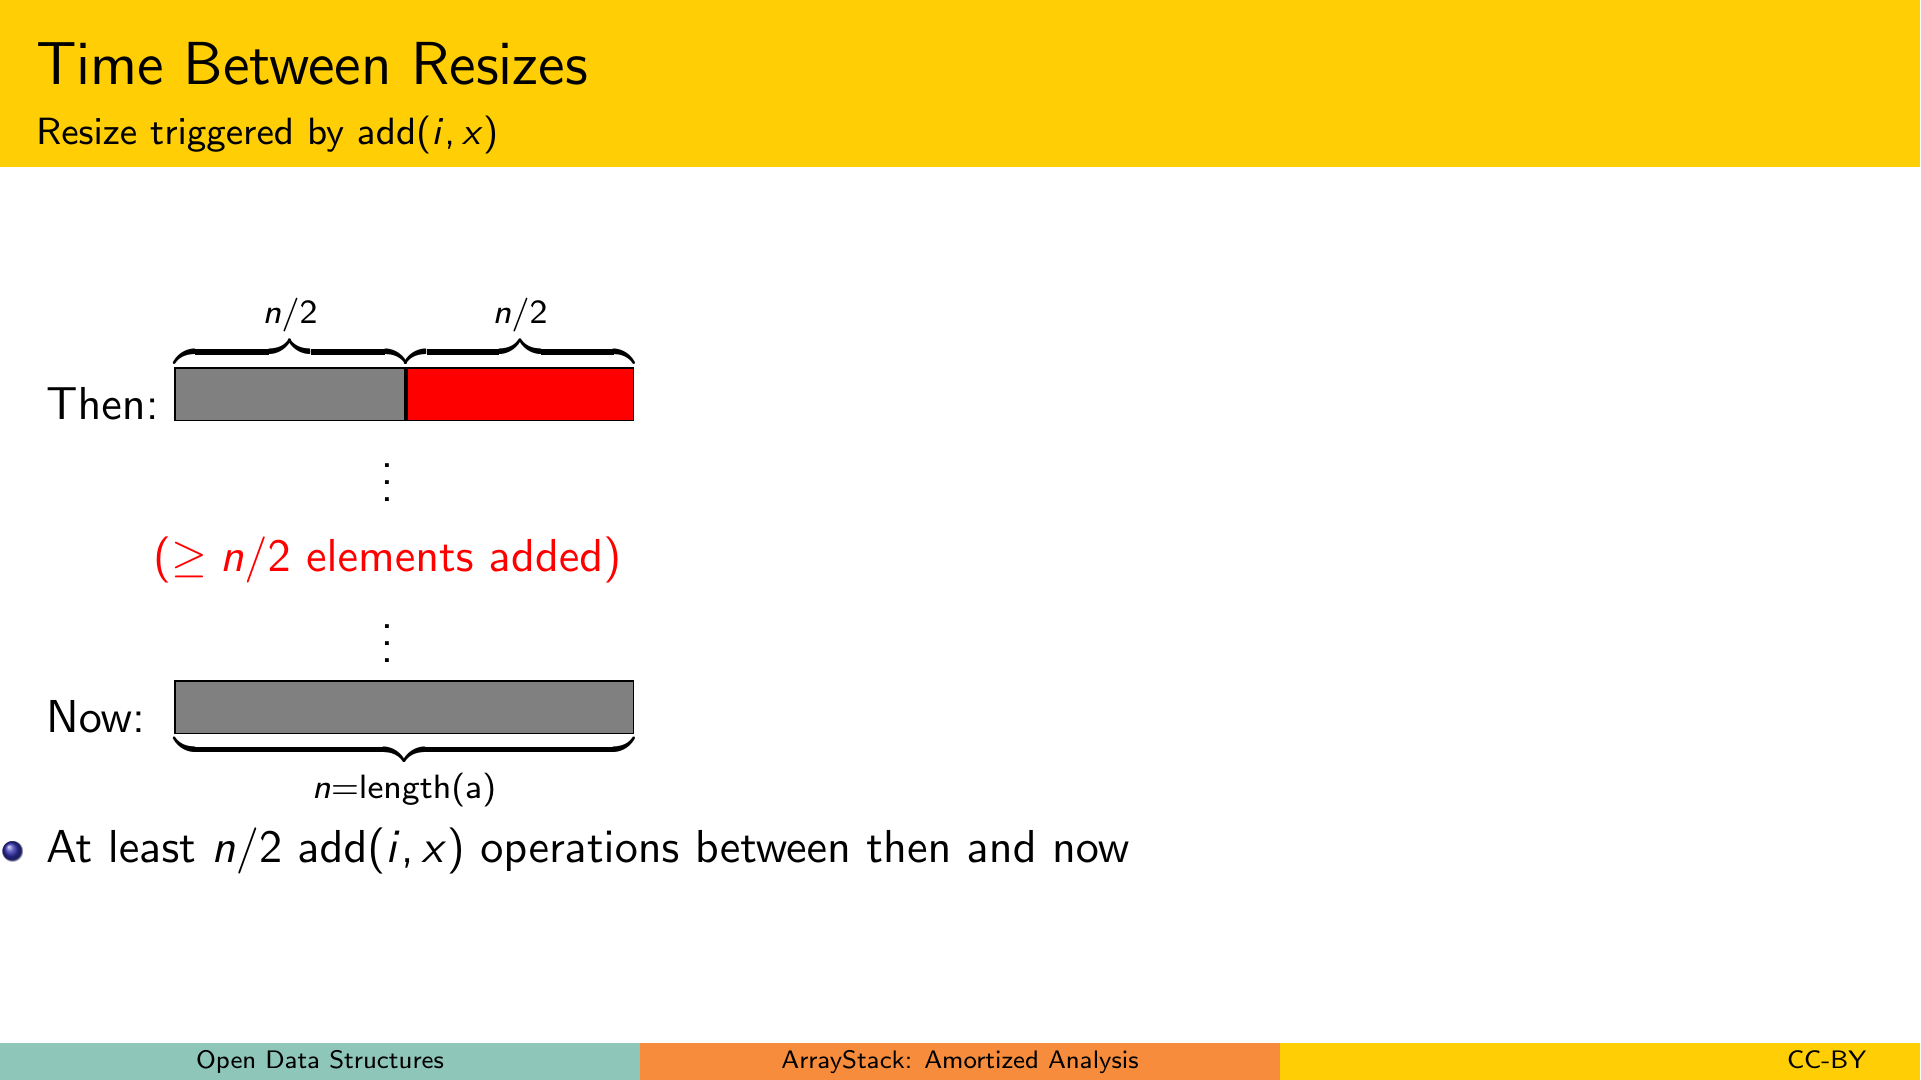 Time Between Resizes
Resize triggered by add(i, x)
n/2 n/2
Then:
⋮
(≥ n/2 elements added)
⋮
Now:
n=length(a)
At least n/2 add(i, x) operations between then and now
Open Data Structures ArrayStack: Amortized Analysis CC-BY